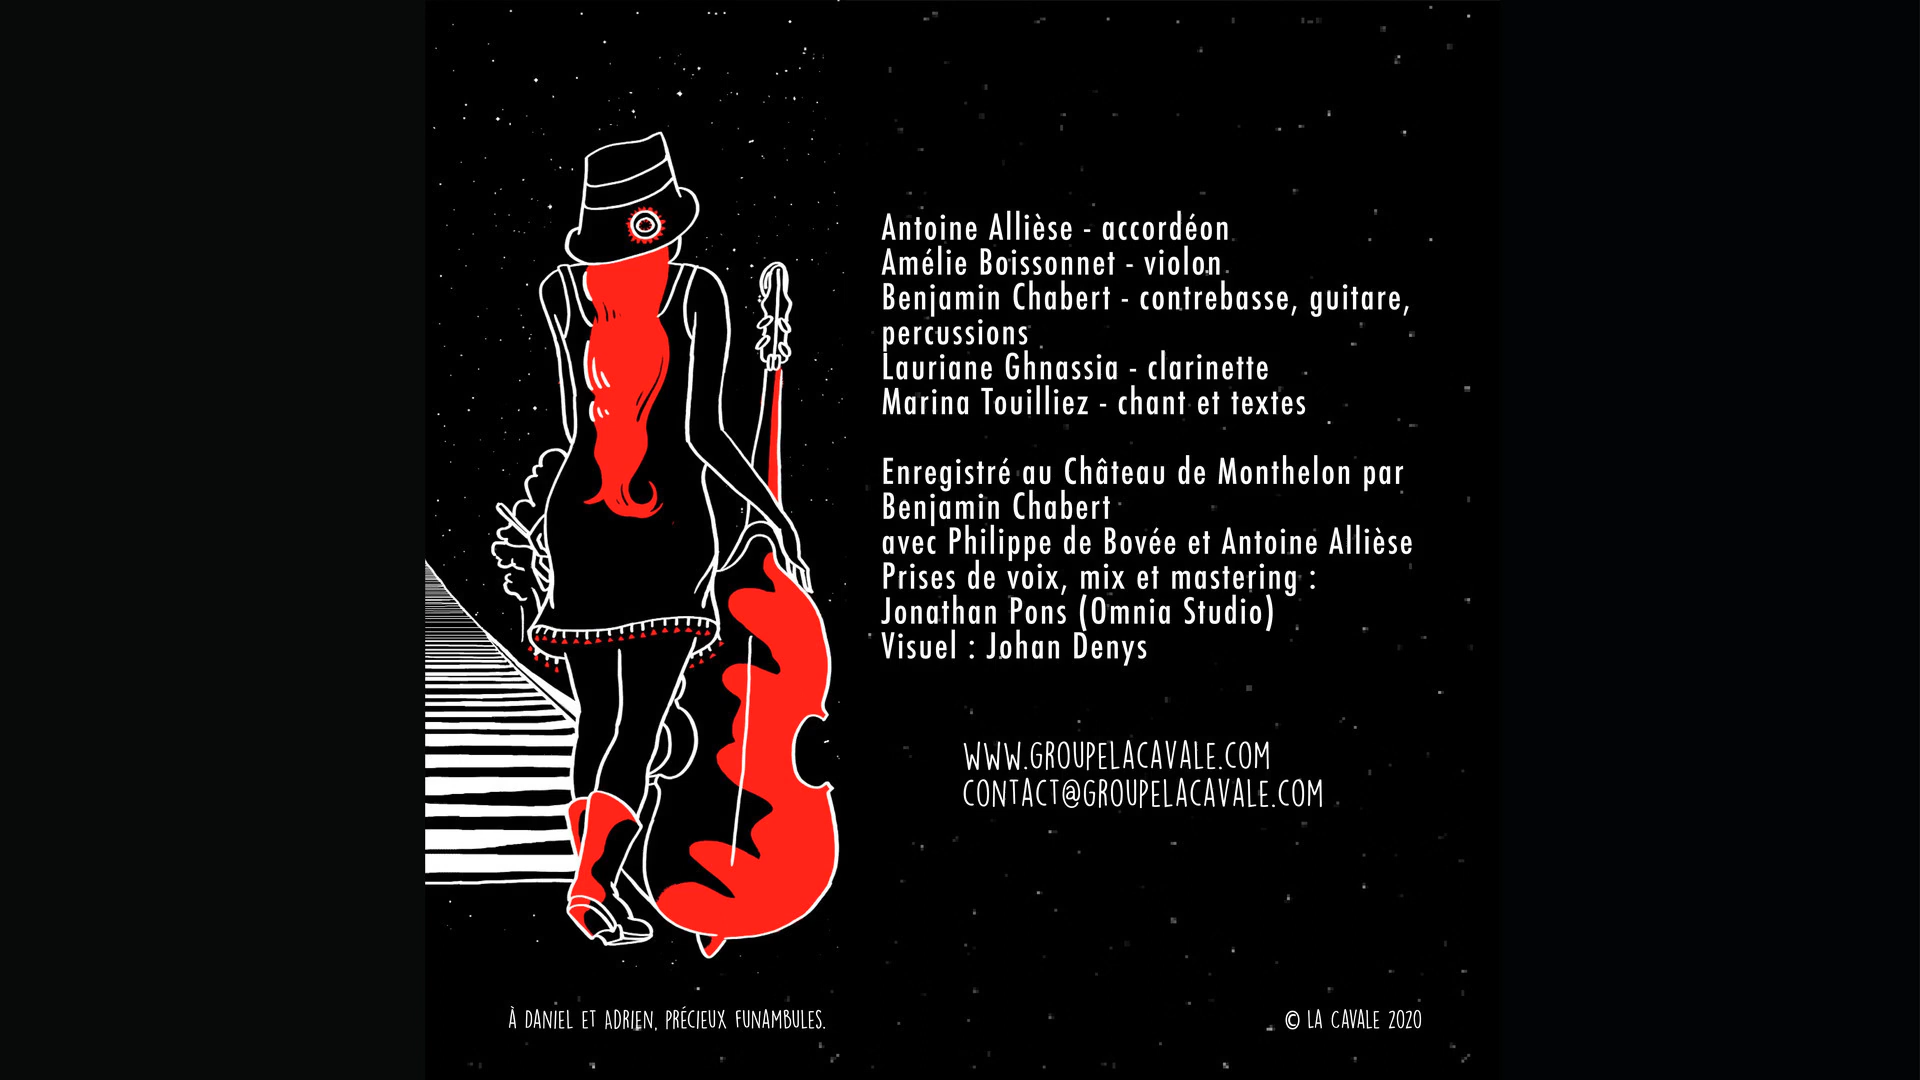 Antoine Allièse - accordéon
Amélie Boissonnet - violon
Benjamin Chabert - contrebasse, guitare,
percussions
Lauriane Ghnassia - clarinette
Marina Touilliez - chant et textes
Enregistré au Château de Monthelon par
Benjamin Chabert
avec Philippe de Bovée et Antoine Allièse
Prises de voix, mix et mastering :
Jonathan Pons (Omnia Studio)
Visuel : Johan Denys
WWW.GROUPELACAVALE.COM
CONTACT@GROUPELACAVALE.COM
À DANIEL ET ADRIEN, PRÉCIEUX FUNAMBULES.
© LA CAVALE 2020